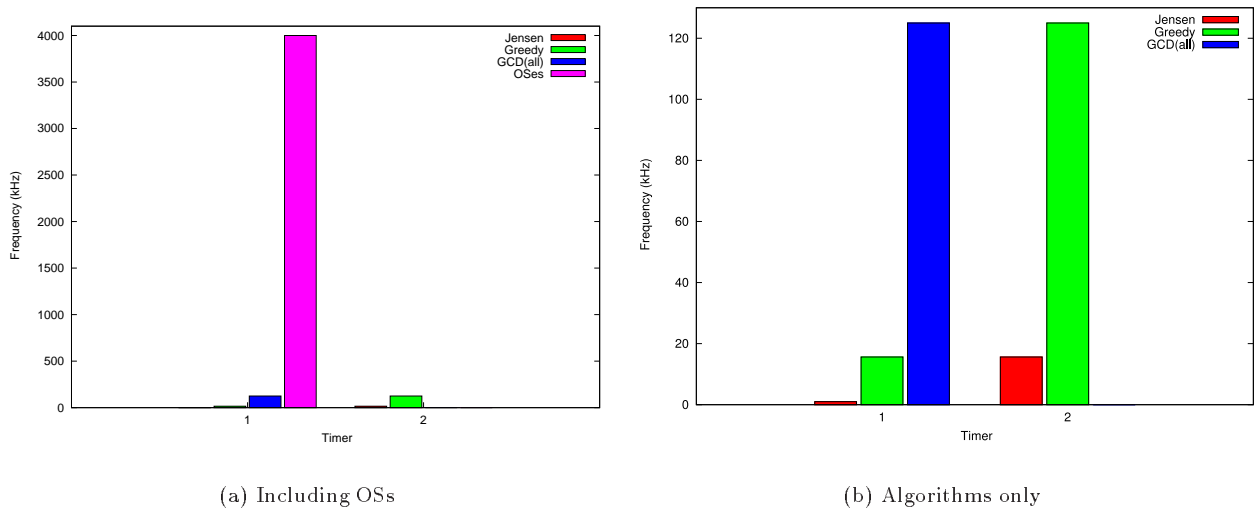 4000
3500
3000
2500
2000
1500
1000
500
0
Frequency (kHz)
Jensen
Greedy
GCD(all)
OSes
1 2
Timer
(a) Including OSs
120
100
80
60
40
20
0
Frequency (kHz)
Jensen
Greedy
GCD(all)
1 2
Timer
(b) Algorithms only